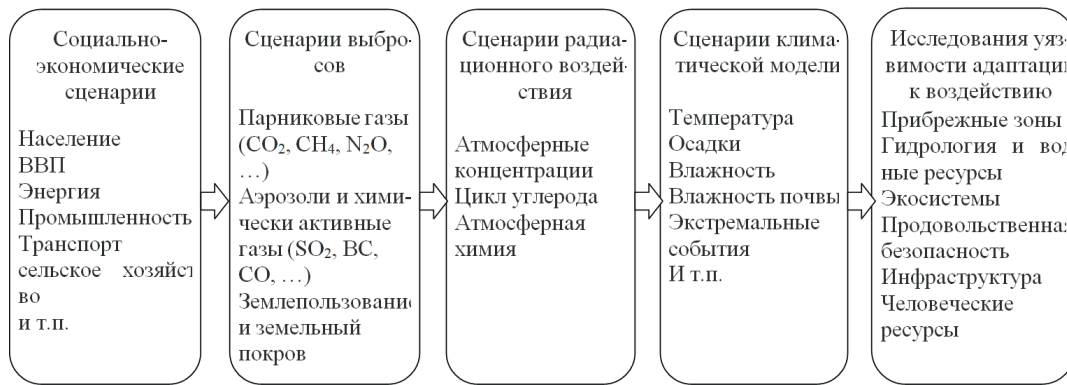 Социально-
экономические
сценарии
Население
ВВП
Энергия
Промышленность
Транспорт
сельское хозяйст
во
и т.п.
Сценарии выбро-
сов
Парниковые газы
(CO₂, CH₄, N₂O,
…)
Аэрозоли и хими-
чески активные
газы (SO₂, BC,
CO, …)
Землепользование
и земельный
покров
Сценарии радиа-
ционного воздей-
ствия
Атмосферные
концентрации
Цикл углерода
Атмосферная
химия
Сценарии клима-
тической модели
Температура
Осадки
Влажность
Влажность почвы
Экстремальные
события
И т.п.
Исследования уяз-
вимости адаптации
к воздействию
Прибрежные зоны
Гидрология и вод-
ные ресурсы
Экосистемы
Продовольственная
безопасность
Инфраструктура
Человеческие
ресурсы